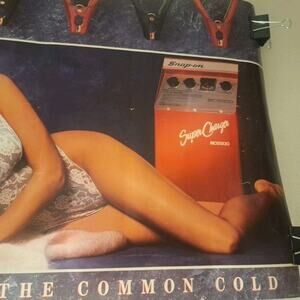 Snap-on
Super Charger
THE COMMON COLD